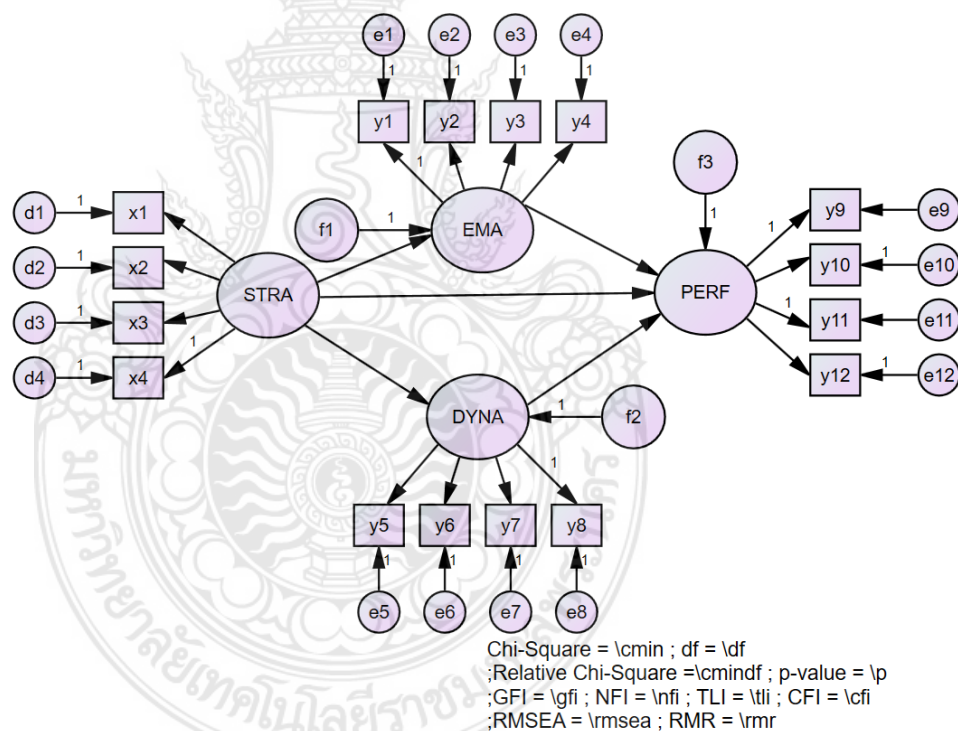 e1 e2 e3 e4
1 1 1 1
y1 y2 y3 y4
1
f3
1
d1 1 x1
f1 1 EMA
y9 e9
1
d2 1 x2
STRA
PERF
y10 1 e10
d3 1 x3
1
y11 1 e11
1
d4 1 x4
y12 1 e12
DYNA 1 f2
1
y5 y6 y7 y8
1 1 1 1
e5 e6 e7 e8
Chi-Square = \cmin ; df = \df
;Relative Chi-Square =\cmindf ; p-value = \p
;GFI = \gfi ; NFI = \nfi ; TLI = \tli ; CFI = \cfi
;RMSEA = \rmsea ; RMR = \rmr